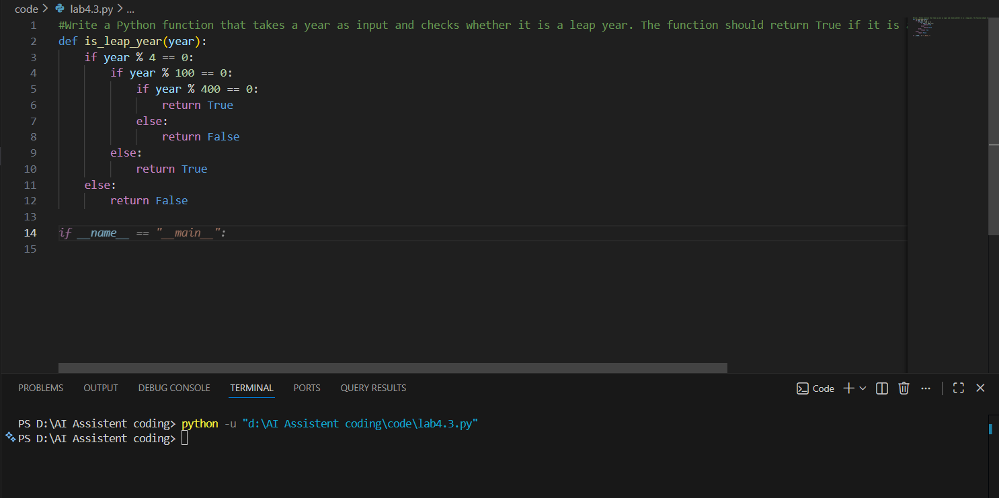 code > lab4.3.py > ...
1 #Write a Python function that takes a year as input and checks whether it is a leap year. The function should return True if it is
2 def is_leap_year(year):
3     if year % 4 == 0:
4         if year % 100 == 0:
5             if year % 400 == 0:
6                 return True
7             else:
8                 return False
9         else:
10             return True
11     else:
12         return False
13
14 if __name__ == "__main__":
15
PROBLEMS OUTPUT DEBUG CONSOLE TERMINAL PORTS QUERY RESULTS Code
PS D:\AI Assistent coding> python -u "d:\AI Assistent coding\code\lab4.3.py"
PS D:\AI Assistent coding>